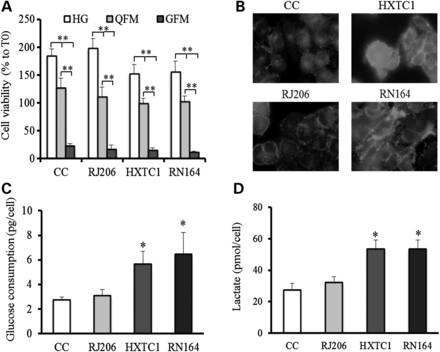 A
HG
QFM
GFM
Cell viability (% to T0)
250
200
150
100
50
0
**
**
**
**
**
**
**
**
CC
RJ206
HXTC1
RN164
B
CC
HXTC1
RJ206
RN164
C
Glucose consumption (pg/cell)
10
8
6
4
2
0
*
*
CC
RJ206
HXTC1
RN164
D
Lactate (pmol/cell)
80
60
40
20
0
*
*
CC
RJ206
HXTC1
RN164